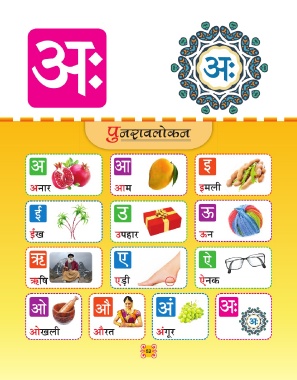 अः
अः
पुनरावलोकन
अ
अनार
आ
आम
इ
इमली
ई
ईख
उ
उपहार
ऊ
ऊन
ऋ
ऋषि
ए
एड़ी
ऐ
ऐनक
ओ
ओखली
औ
औरत
अं
अंगूर
अः
अः